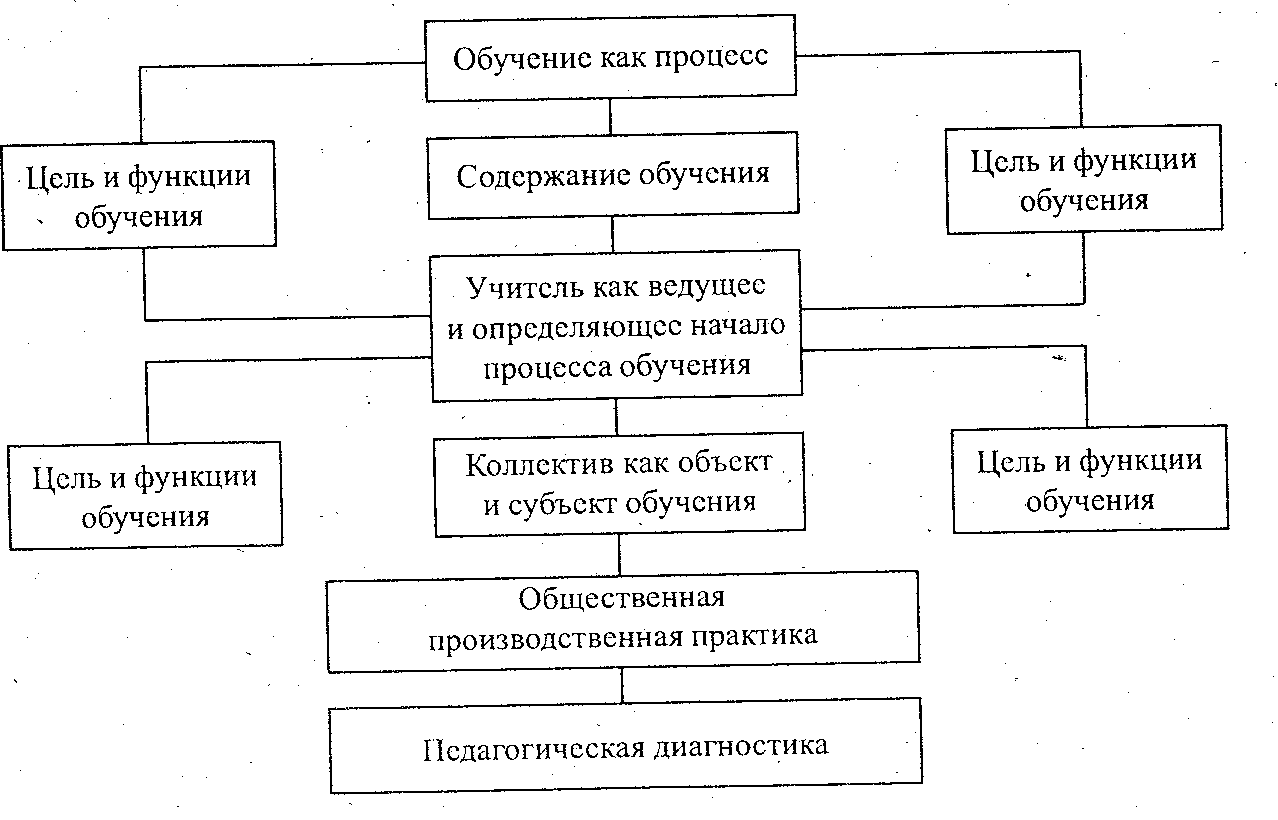 Обучение как процесс
Цель и функции
обучения
Содержание обучения
Цель и функции
обучения
Учитель как ведущее
и определяющее начало
процесса обучения
Цель и функции
обучения
Коллектив как объект
и субъект обучения
Цель и функции
обучения
Общественная
производственная практика
Педагогическая диагностика